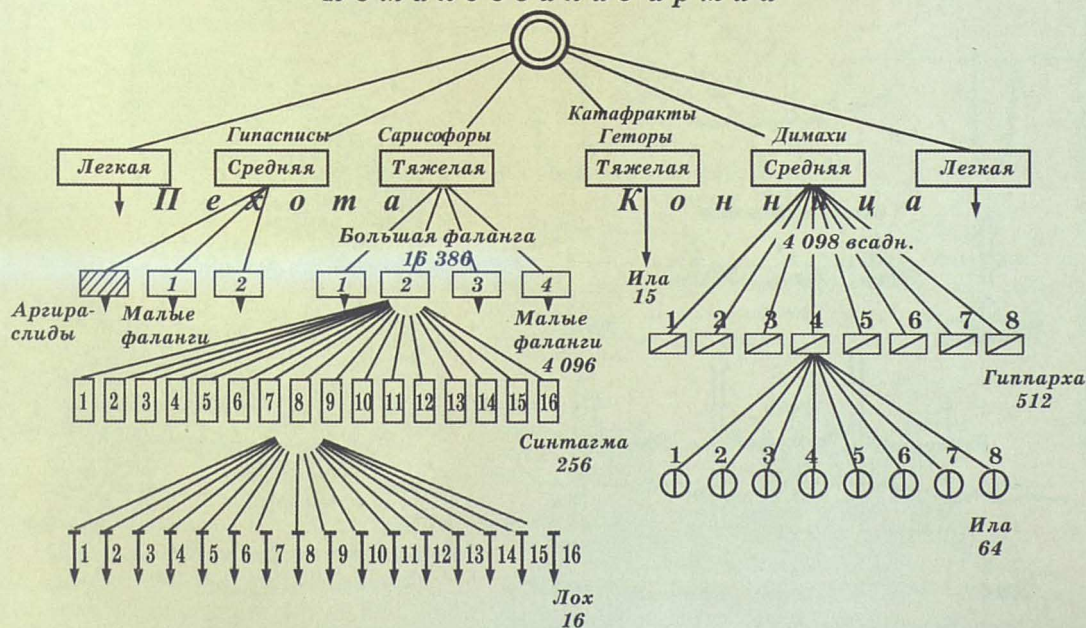 Катафракты
Гипасписы Сарисофоры Геторы Димахи
Легкая Средняя Тяжелая Тяжелая Средняя Легкая
Пехота Конница
Большая фаланга 4 098 всадн.
16 386
1 2 1 2 3 4 Ила
15
Аргира-
слиды
Малые
фаланги
Малые
фаланги
4 096
1 2 3 4 5 6 7 8
Гиппарха
512
1 2 3 4 5 6 7 8 9 10 11 12 13 14 15 16
Синтагма
256
1 2 3 4 5 6 7 8
Ила
64
1 2 3 4 5 6 7 8 9 10 11 12 13 14 15 16
Лох
16